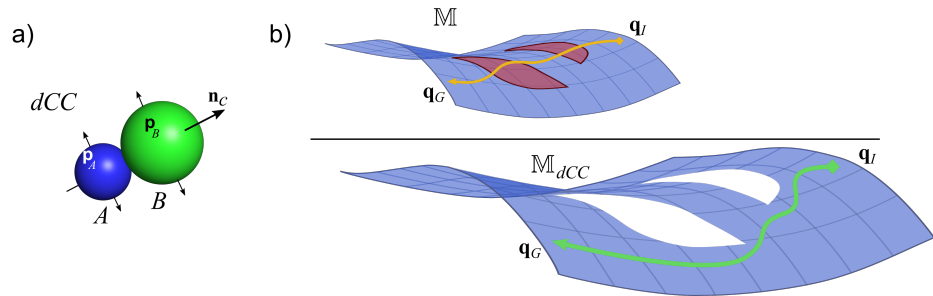 a)
dCC
p_A
p_B
n_C
A
B
b)
𝕄
q_I
q_G
𝕄_dCC
q_I
q_G